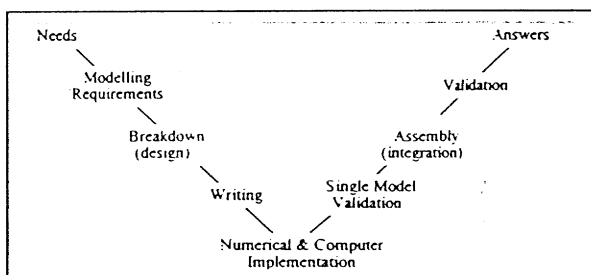 Needs
Answers
Modelling
Requirements
Validation
Breakdown
(design)
Assembly
(integration)
Writing
Single Model
Validation
Numerical & Computer
Implementation